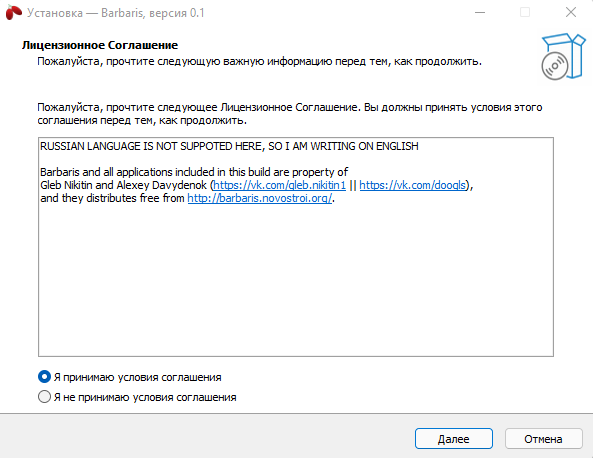 Установка — Barbaris, версия 0.1
Лицензионное Соглашение
Пожалуйста, прочтите следующую важную информацию перед тем, как продолжить.
Пожалуйста, прочтите следующее Лицензионное Соглашение. Вы должны принять условия этого
соглашения перед тем, как продолжить.
RUSSIAN LANGUAGE IS NOT SUPPOTED HERE, SO I AM WRITING ON ENGLISH
Barbaris and all applications included in this build are property of
Gleb Nikitin and Alexey Davydenok (https://vk.com/gleb.nikitin1 || https://vk.com/doogls),
and they distributes free from http://barbaris.novostroi.org/.
Я принимаю условия соглашения
Я не принимаю условия соглашения
Далее
Отмена